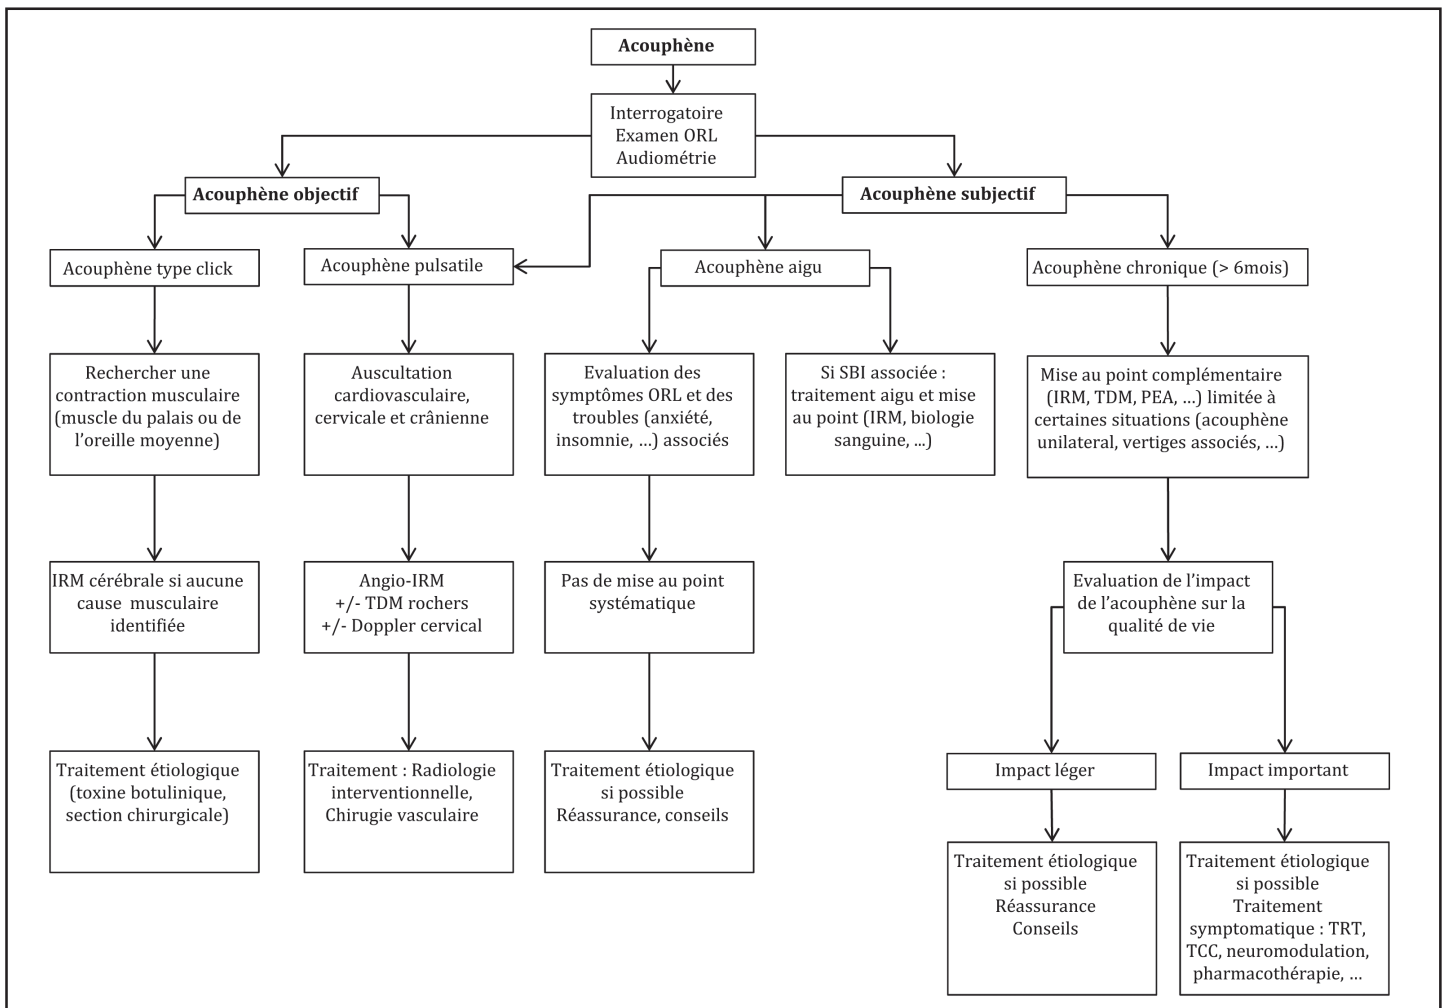 Acouphène
Interrogatoire
Examen ORL
Audiométrie
Acouphène objectif
Acouphène subjectif
Acouphène type click
Acouphène pulsatile
Acouphène aigu
Acouphène chronique (> 6mois)
Rechercher une
contraction musculaire
(muscle du palais ou de
l'oreille moyenne)
Auscultation
cardiovasculaire,
cervicale et crânienne
Evaluation des
symptômes ORL et des
troubles (anxiété,
insomnie, …) associés
Si SBI associée :
traitement aigu et mise
au point (IRM, biologie
sanguine, ...)
Mise au point complémentaire
(IRM, TDM, PEA, …) limitée à
certaines situations (acouphène
unilateral, vertiges associés, …)
IRM cérébrale si aucune
cause musculaire
identifiée
Angio-IRM
+/- TDM rochers
+/- Doppler cervical
Pas de mise au point
systématique
Evaluation de l'impact
de l'acouphène sur la
qualité de vie
Traitement étiologique
(toxine botulinique,
section chirurgicale)
Traitement : Radiologie
interventionnelle,
Chirugie vasculaire
Traitement étiologique
si possible
Réassurance, conseils
Impact léger
Impact important
Traitement étiologique
si possible
Réassurance
Conseils
Traitement étiologique
si possible
Traitement
symptomatique : TRT,
TCC, neuromodulation,
pharmacothérapie, …